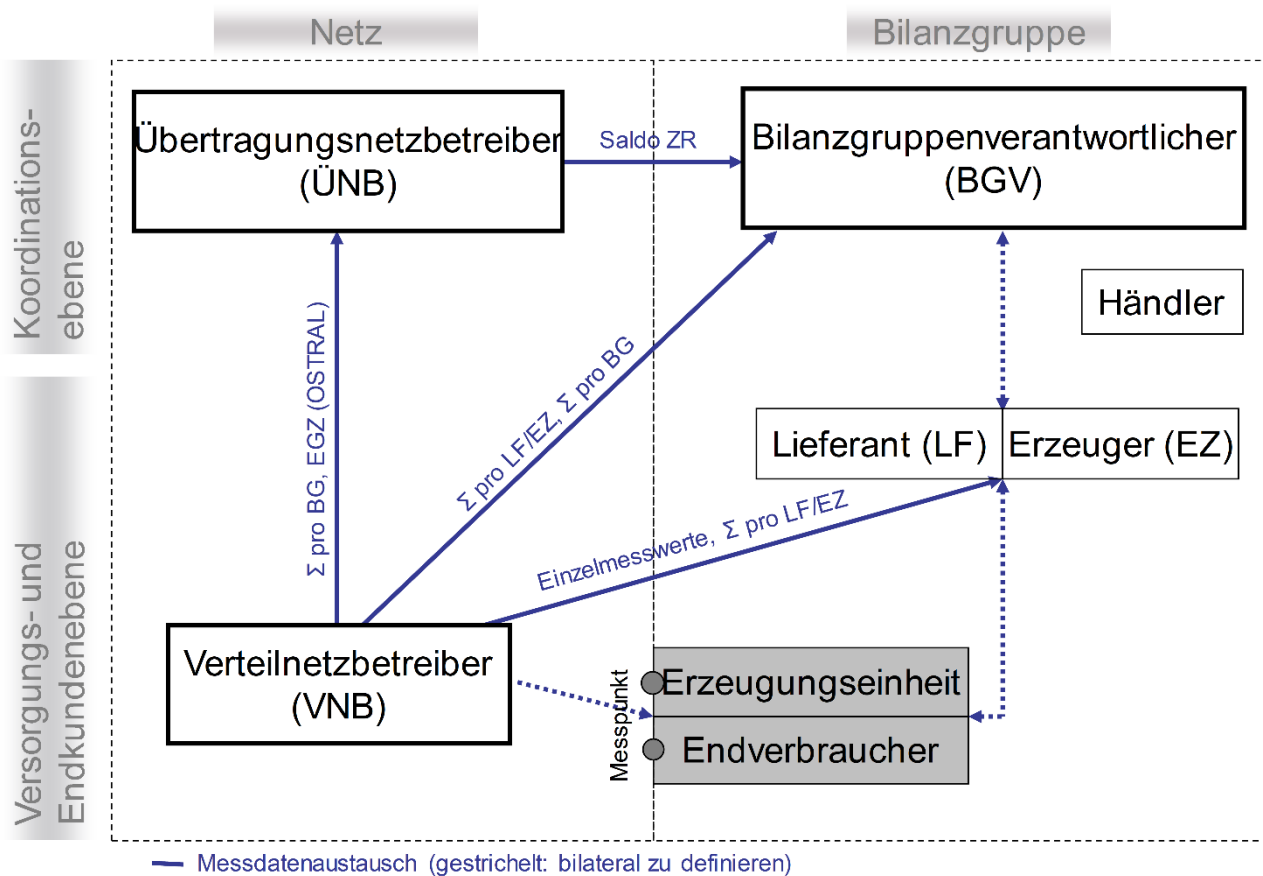 Netz
Bilanzgruppe
Koordinations-
ebene
Übertragungsnetzbetreiber
(ÜNB)
Saldo ZR
Bilanzgruppenverantwortlicher
(BGV)
Händler
Σ pro BG, EGZ (OSTRAL)
Σ pro LF/EZ, Σ pro BG
Lieferant (LF)
Erzeuger (EZ)
Einzelmesswerte, Σ pro LF/EZ
Versorgungs- und
Endkundenebene
Verteilnetzbetreiber
(VNB)
Messpunkt
Erzeugungseinheit
Endverbraucher
Messdatenaustausch (gestrichelt: bilateral zu definieren)